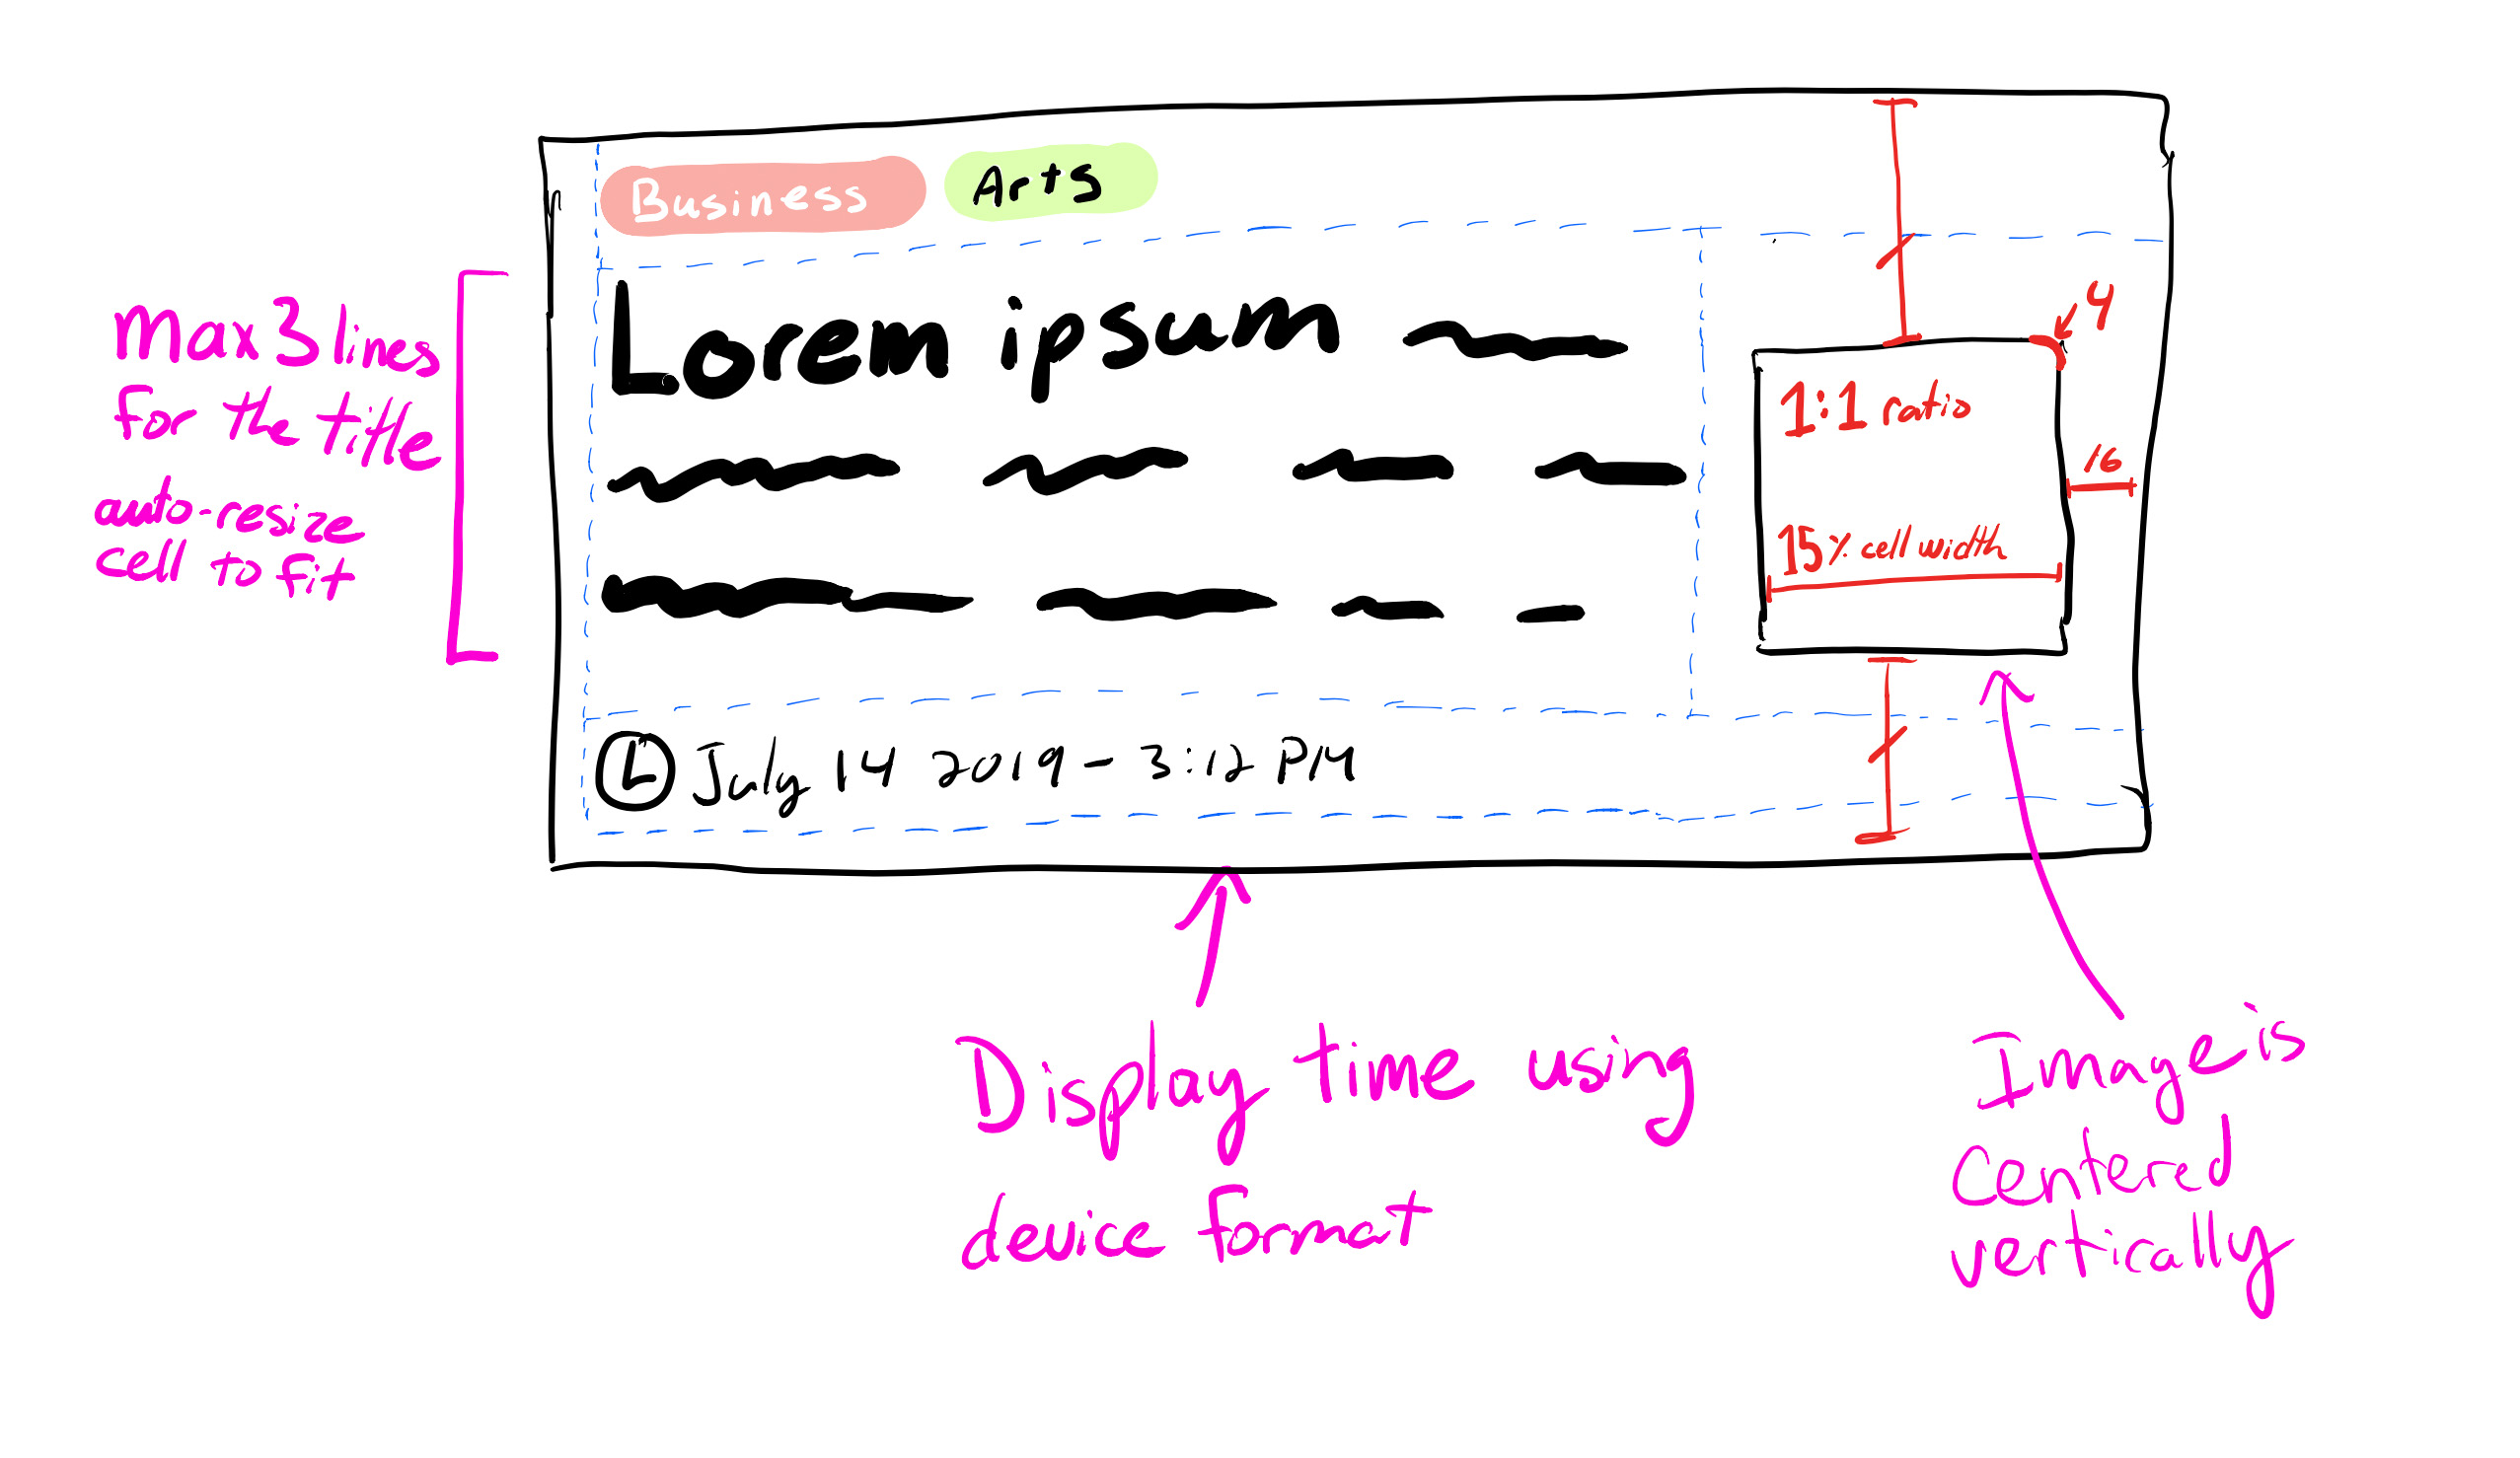 Business
Arts
Max 3 lines
for the title
auto-resize
cell to fit
Lorem ipsum
4
1:1 ratio
16
15% cell width
July 14 2019 - 3:12 PM
Display time using
device format
Image is
centered
vertically